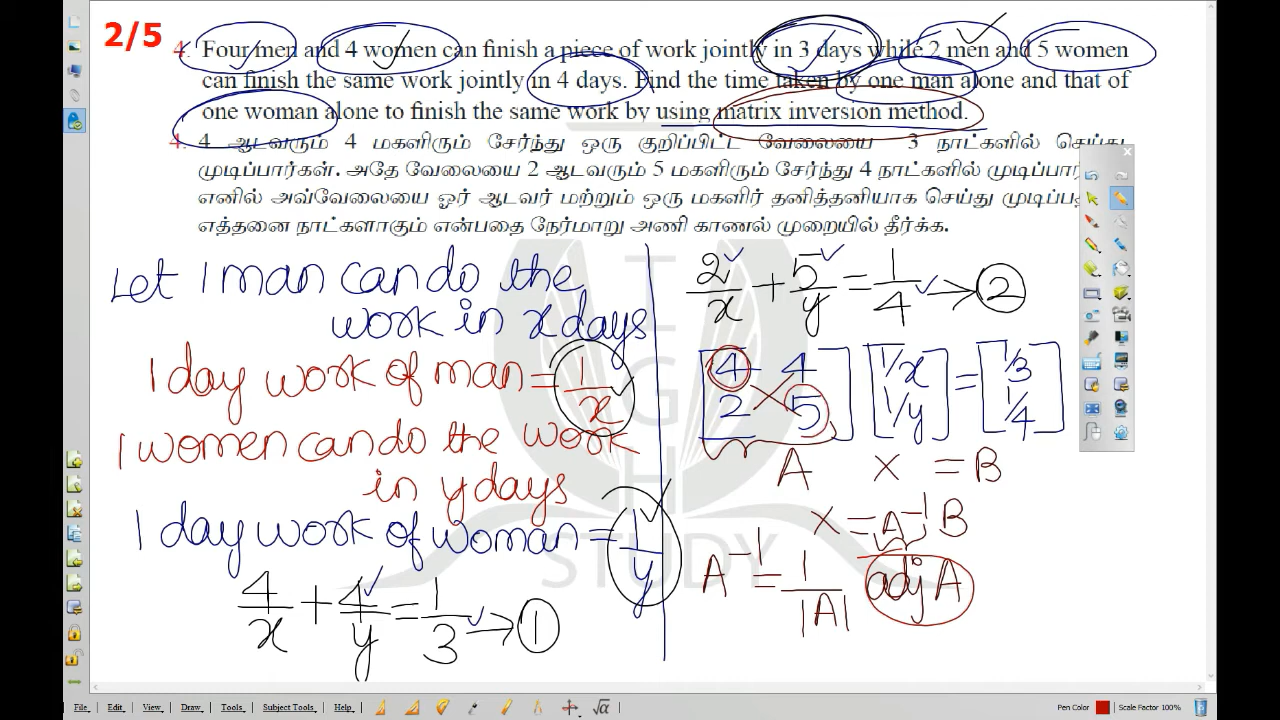 2/5
4. Four men and 4 women can finish a piece of work jointly in 3 days while 2 men and 5 women
can finish the same work jointly in 4 days. Find the time taken by one man alone and that of
one woman alone to finish the same work by using matrix inversion method.
4. 4 ஆடவரும் 4 மகளிரும் சேர்ந்து ஒரு குறிப்பிட்ட வேலையை 3 நாட்களில் செய்து
முடிப்பார்கள். அதே வேலையை 2 ஆடவரும் 5 மகளிரும் சேர்ந்து 4 நாட்களில்
எனில் அவ்வேலையை ஓர் ஆடவர் மற்றும் ஒரு மகளிர் தனித்தனியாக செய்து
எத்தனை நாட்களாகும் என்பதை நேர்மாறு அணி காணல் முறையில் தீர்க்க.
Let 1 man can do the
work in x days
1 day work of man = 1/x
1 women can do the work
in y days
1 day work of woman = 1/y
4/x + 4/y = 1/3 → 1
2/x + 5/y = 1/4 → 2
[4 4] [1/x] = [1/3]
[2 5] [1/y] [1/4]
A X = B
X = A⁻¹ B
A⁻¹ = 1/|A| adj A
STUDY
File Edit View Draw Tools Subject Tools Help
√α
Pen Color
Scale Factor 100%